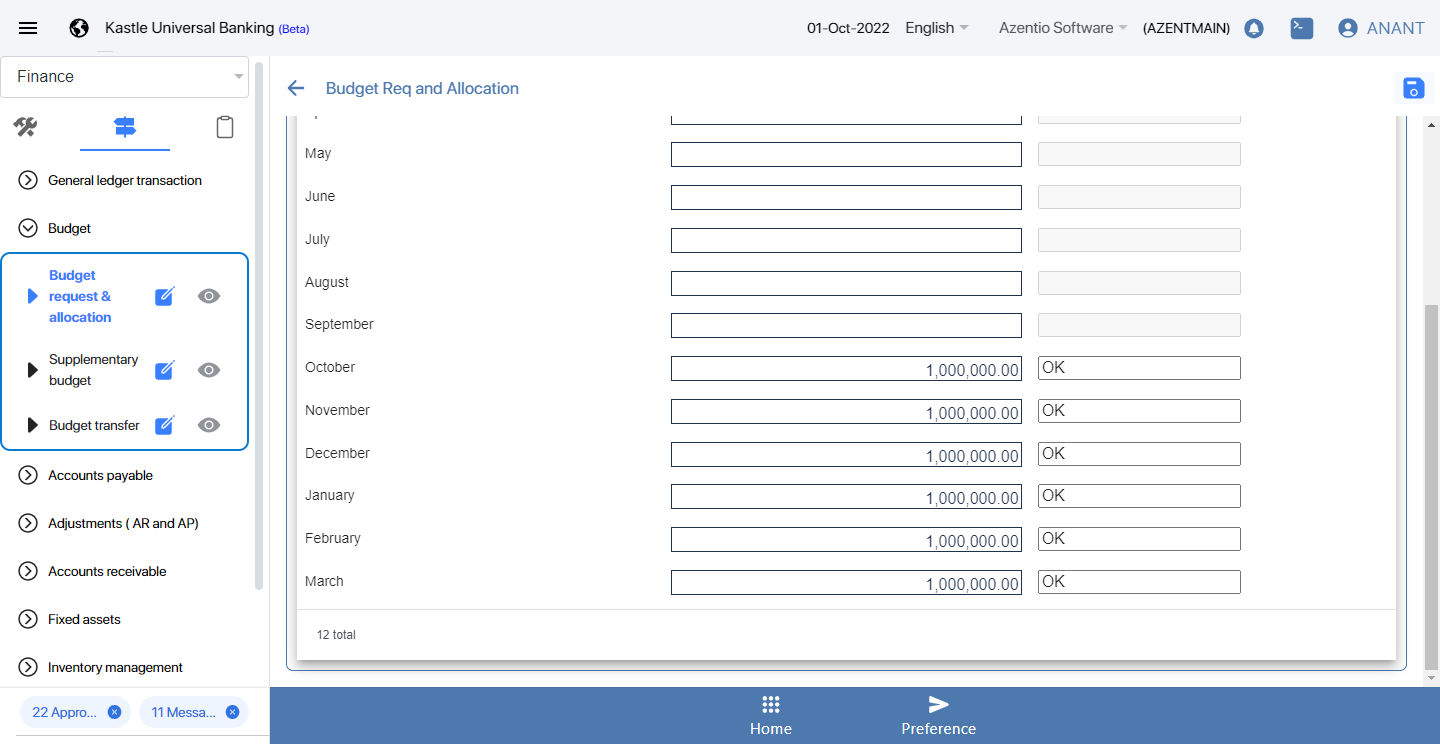 Kastle Universal Banking (Beta)
01-Oct-2022
English
Azentio Software
(AZENTMAIN)
ANANT
Finance
General ledger transaction
Budget
Budget
request &
allocation
Supplementary
budget
Budget transfer
Accounts payable
Adjustments ( AR and AP)
Accounts receivable
Fixed assets
Inventory management
22 Appro...
11 Messa...
Budget Req and Allocation
May
June
July
August
September
October 1,000,000.00 OK
November 1,000,000.00 OK
December 1,000,000.00 OK
January 1,000,000.00 OK
February 1,000,000.00 OK
March 1,000,000.00 OK
12 total
Home
Preference